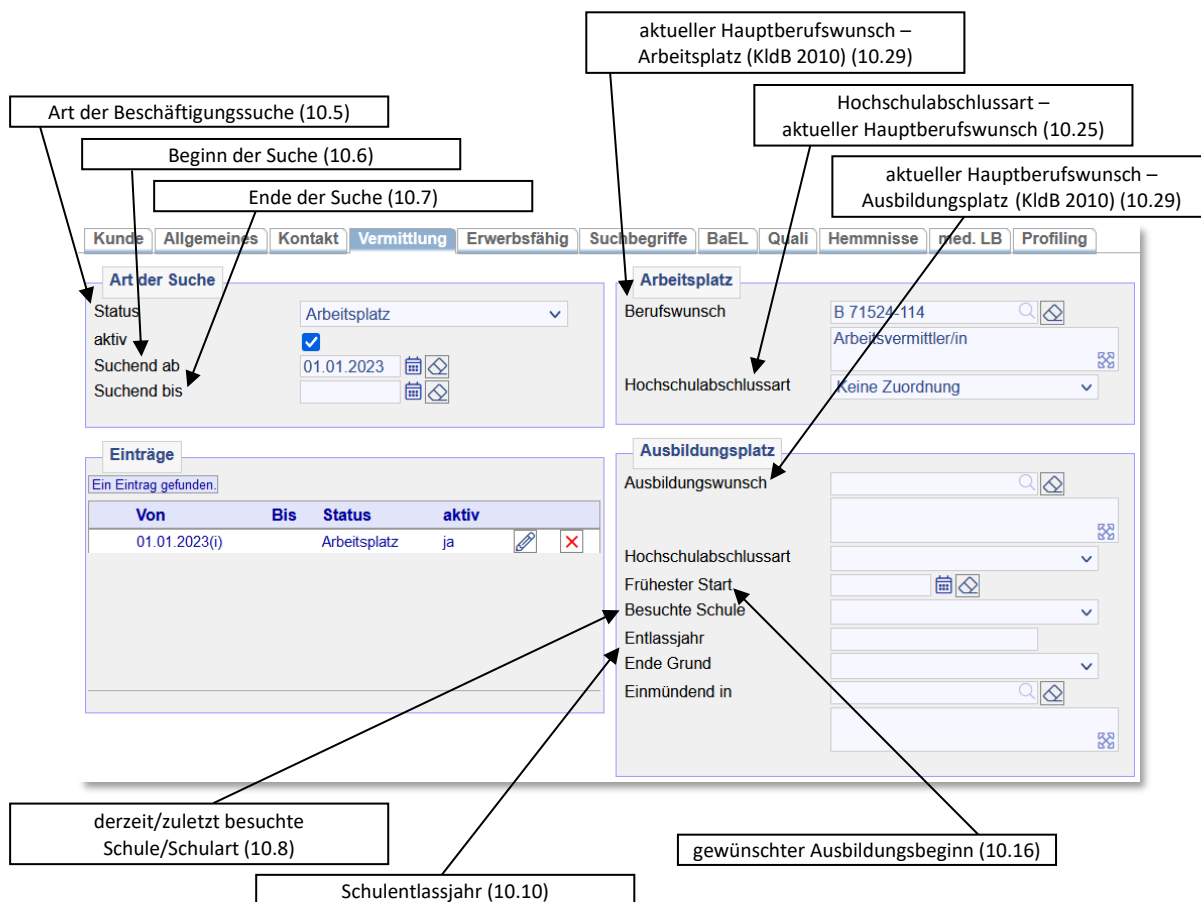 aktueller Hauptberufswunsch –
Arbeitsplatz (KldB 2010) (10.29)
Art der Beschäftigungssuche (10.5)
Hochschulabschlussart –
aktueller Hauptberufswunsch (10.25)
Beginn der Suche (10.6)
aktueller Hauptberufswunsch –
Ausbildungsplatz (KldB 2010) (10.29)
Ende der Suche (10.7)
Kunde Allgemeines Kontakt Vermittlung Erwerbsfähig Suchbegriffe BaEL Quali Hemmnisse med. LB Profiling
Art der Suche
Status Arbeitsplatz
aktiv
Suchend ab 01.01.2023
Suchend bis
Arbeitsplatz
Berufswunsch B 71524-114
Arbeitsvermittler/in
Hochschulabschlussart Keine Zuordnung
Einträge
Ein Eintrag gefunden.
Von Bis Status aktiv
01.01.2023(i) Arbeitsplatz ja
Ausbildungsplatz
Ausbildungswunsch
Hochschulabschlussart
Frühester Start
Besuchte Schule
Entlassjahr
Ende Grund
Einmündend in
derzeit/zuletzt besuchte
Schule/Schulart (10.8)
gewünschter Ausbildungsbeginn (10.16)
Schulentlassjahr (10.10)